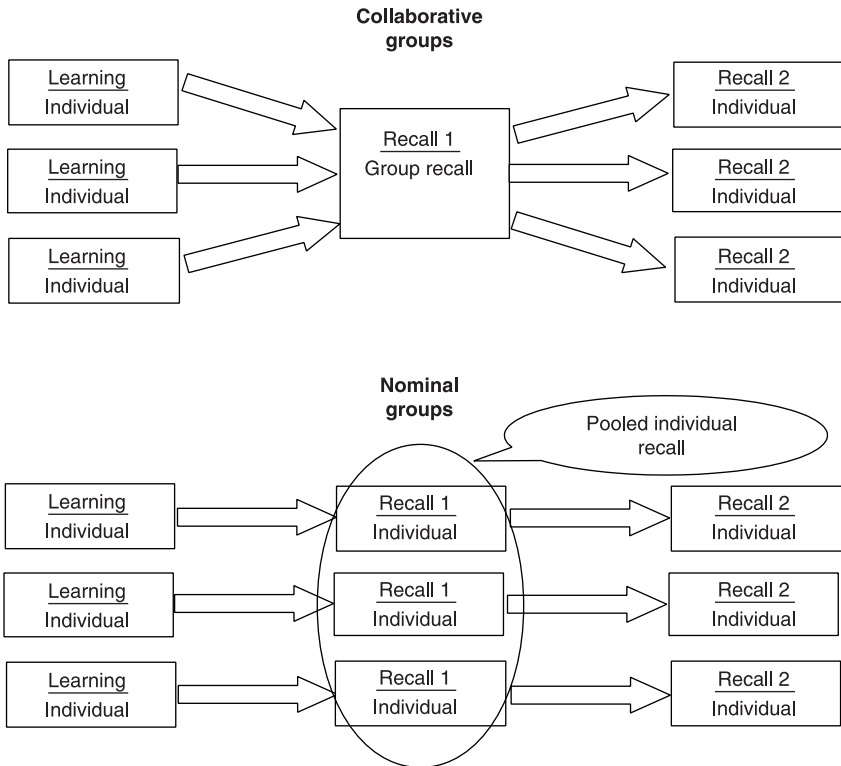 Collaborative
groups
Learning
Individual
Learning
Individual
Learning
Individual
Recall 1
Group recall
Recall 2
Individual
Recall 2
Individual
Recall 2
Individual
Nominal
groups
Pooled individual
recall
Learning
Individual
Recall 1
Individual
Recall 2
Individual
Learning
Individual
Recall 1
Individual
Recall 2
Individual
Learning
Individual
Recall 1
Individual
Recall 2
Individual